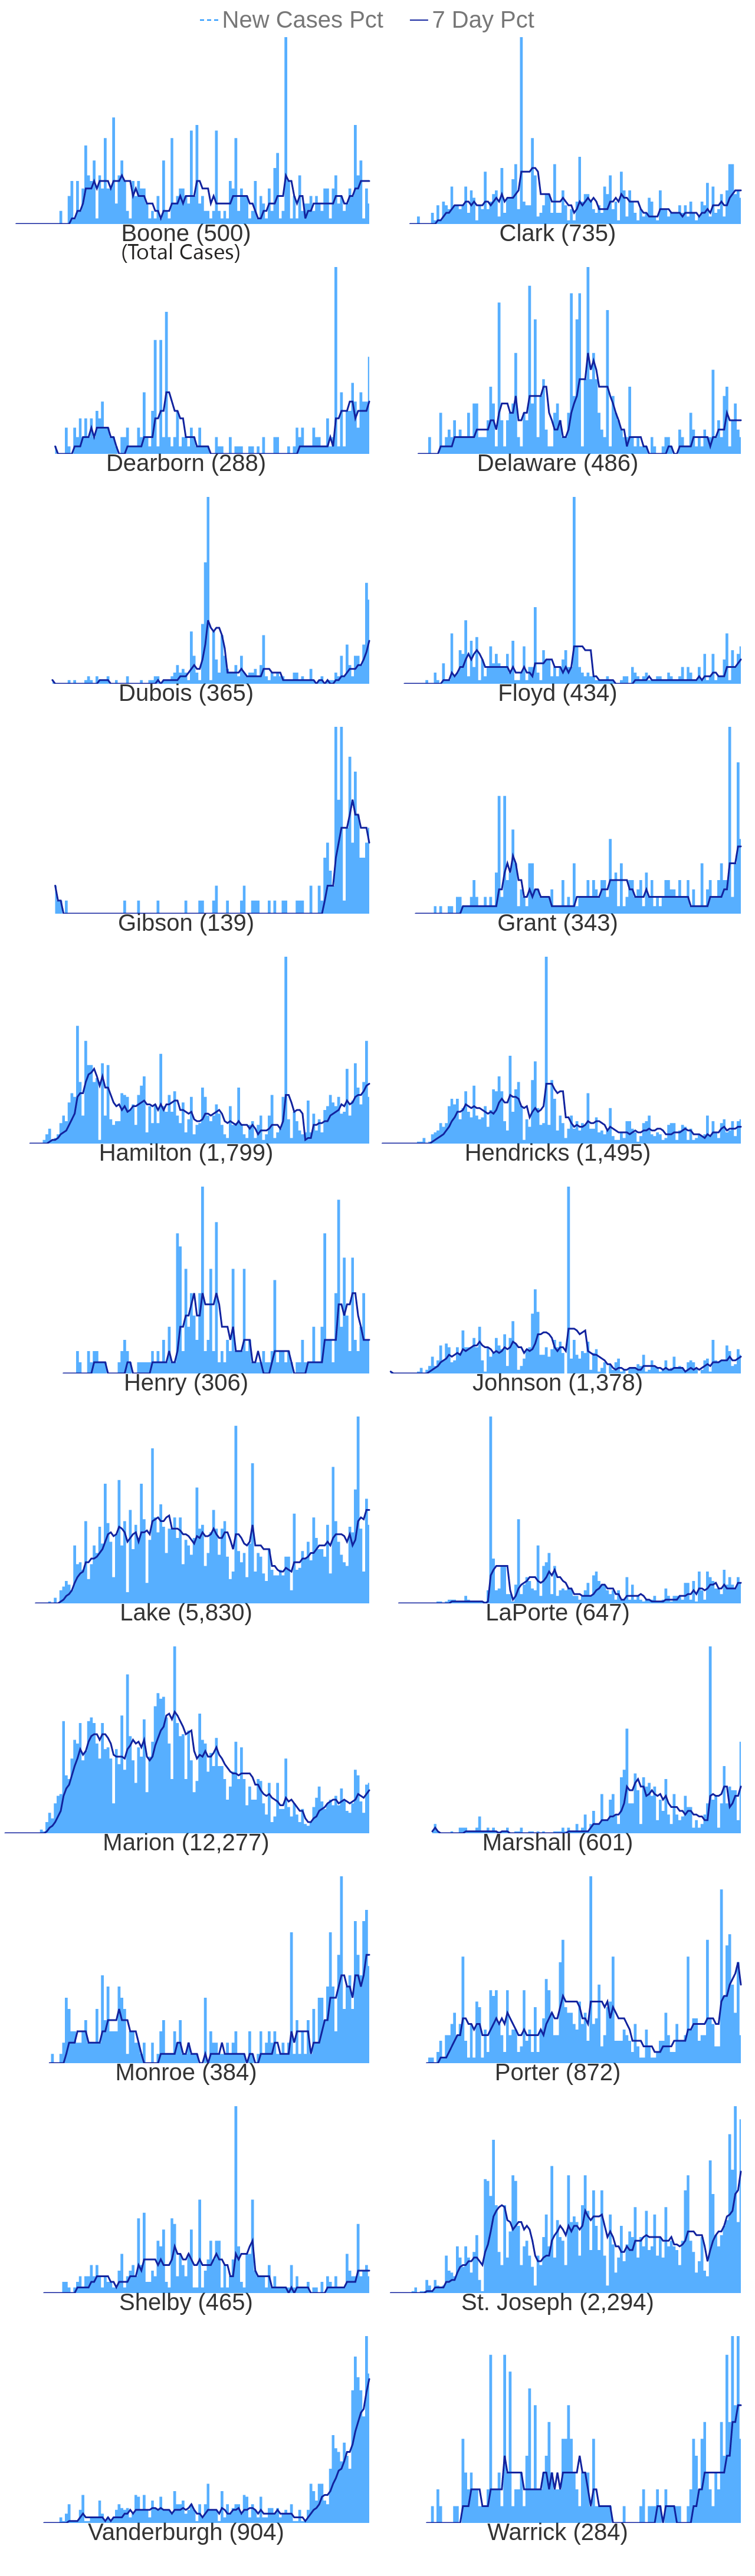 New Cases Pct 7 Day Pct
Boone (500) Clark (735)
(Total Cases)
Dearborn (288) Delaware (486)
Dubois (365) Floyd (434)
Gibson (139) Grant (343)
Hamilton (1,799) Hendricks (1,495)
Henry (306) Johnson (1,378)
Lake (5,830) LaPorte (647)
Marion (12,277) Marshall (601)
Monroe (384) Porter (872)
Shelby (465) St. Joseph (2,294)
Vanderburgh (904) Warrick (284)